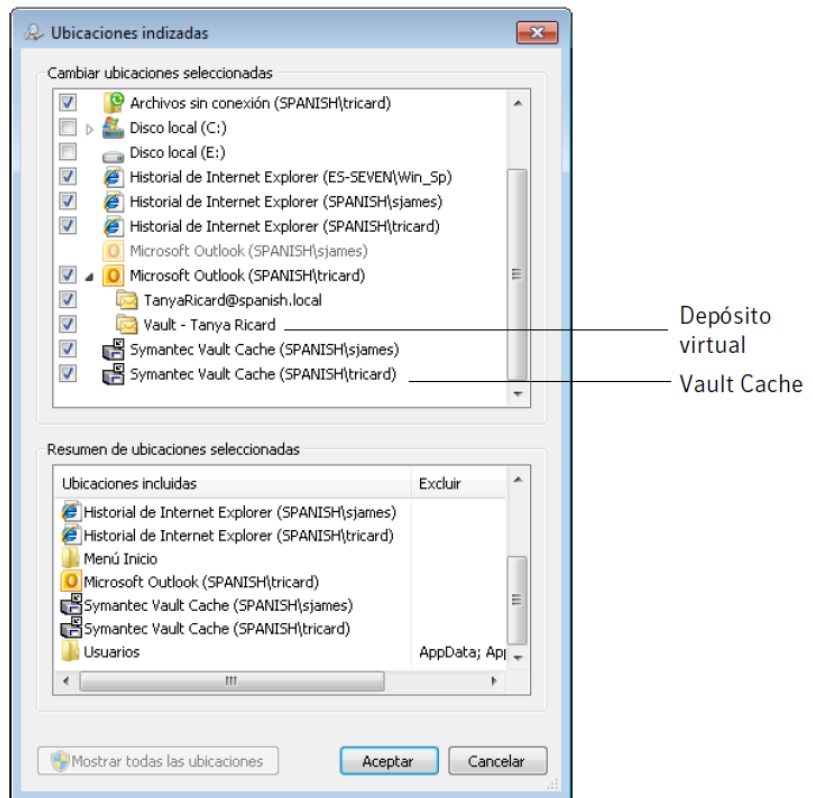 Ubicaciones indizadas
Cambiar ubicaciones seleccionadas
Archivos sin conexión (SPANISH\tricard)
Disco local (C:)
Disco local (E:)
Historial de Internet Explorer (ES-SEVEN\Win_Sp)
Historial de Internet Explorer (SPANISH\sjames)
Historial de Internet Explorer (SPANISH\tricard)
Microsoft Outlook (SPANISH\sjames)
Microsoft Outlook (SPANISH\tricard)
TanyaRicard@spanish.local
Vault - Tanya Ricard
Symantec Vault Cache (SPANISH\sjames)
Symantec Vault Cache (SPANISH\tricard)
Depósito
virtual
Vault Cache
Resumen de ubicaciones seleccionadas
Ubicaciones incluidas Excluir
Historial de Internet Explorer (SPANISH\sjames)
Historial de Internet Explorer (SPANISH\tricard)
Menú Inicio
Microsoft Outlook (SPANISH\tricard)
Symantec Vault Cache (SPANISH\sjames)
Symantec Vault Cache (SPANISH\tricard)
Usuarios AppData;
Mostrar todas las ubicaciones Aceptar Cancelar